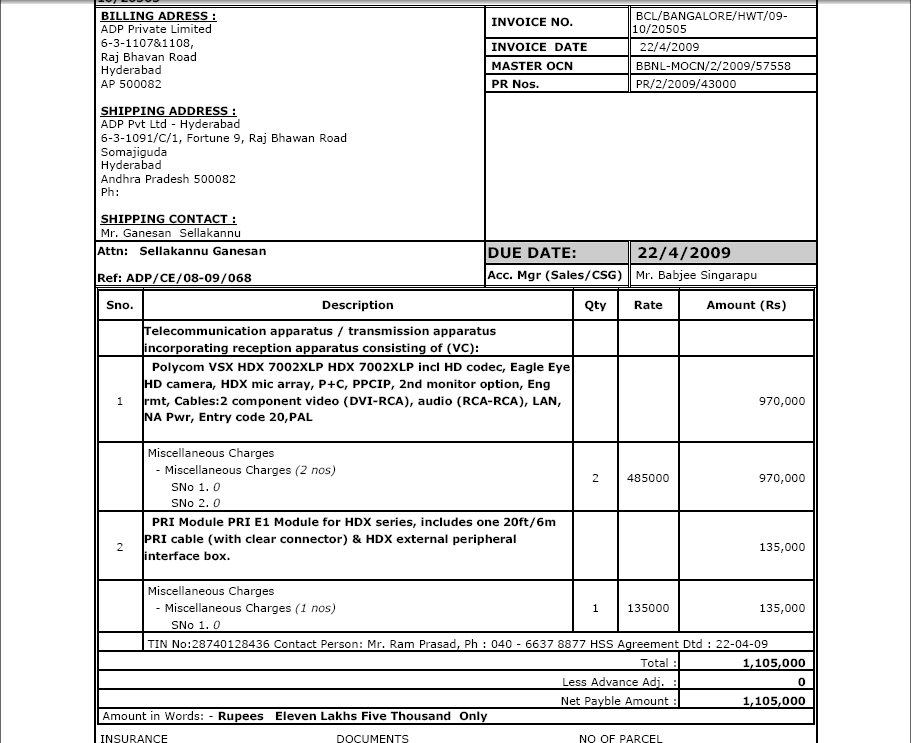 BILLING ADRESS :
ADP Private Limited
6-3-1107&1108,
Raj Bhavan Road
Hyderabad
AP 500082
SHIPPING ADDRESS :
ADP Pvt Ltd - Hyderabad
6-3-1091/C/1, Fortune 9, Raj Bhawan Road
Somajiguda
Hyderabad
Andhra Pradesh 500082
Ph:
SHIPPING CONTACT :
Mr. Ganesan Sellakannu
INVOICE NO. BCL/BANGALORE/HWT/09-
10/20505
INVOICE DATE 22/4/2009
MASTER OCN BBNL-MOCN/2/2009/57558
PR Nos. PR/2/2009/43000
Attn: Sellakannu Ganesan
Ref: ADP/CE/08-09/068
DUE DATE: 22/4/2009
Acc. Mgr (Sales/CSG) Mr. Babjee Singarapu
Sno. Description Qty Rate Amount (Rs)
Telecommunication apparatus / transmission apparatus
incorporating reception apparatus consisting of (VC):
Polycom VSX HDX 7002XLP HDX 7002XLP incl HD codec, Eagle Eye
HD camera, HDX mic array, P+C, PPCIP, 2nd monitor option, Eng
1 rmt, Cables:2 component video (DVI-RCA), audio (RCA-RCA), LAN, 970,000
NA Pwr, Entry code 20,PAL
Miscellaneous Charges
- Miscellaneous Charges (2 nos) 2 485000 970,000
SNo 1. 0
SNo 2. 0
PRI Module PRI E1 Module for HDX series, includes one 20ft/6m
2 PRI cable (with clear connector) & HDX external peripheral 135,000
interface box.
Miscellaneous Charges
- Miscellaneous Charges (1 nos) 1 135000 135,000
SNo 1. 0
TIN No:28740128436 Contact Person: Mr. Ram Prasad, Ph : 040 - 6637 8877 HSS Agreement Dtd : 22-04-09
Total : 1,105,000
Less Advance Adj. : 0
Net Payble Amount : 1,105,000
Amount in Words: - Rupees Eleven Lakhs Five Thousand Only
INSURANCE DOCUMENTS NO OF PARCEL